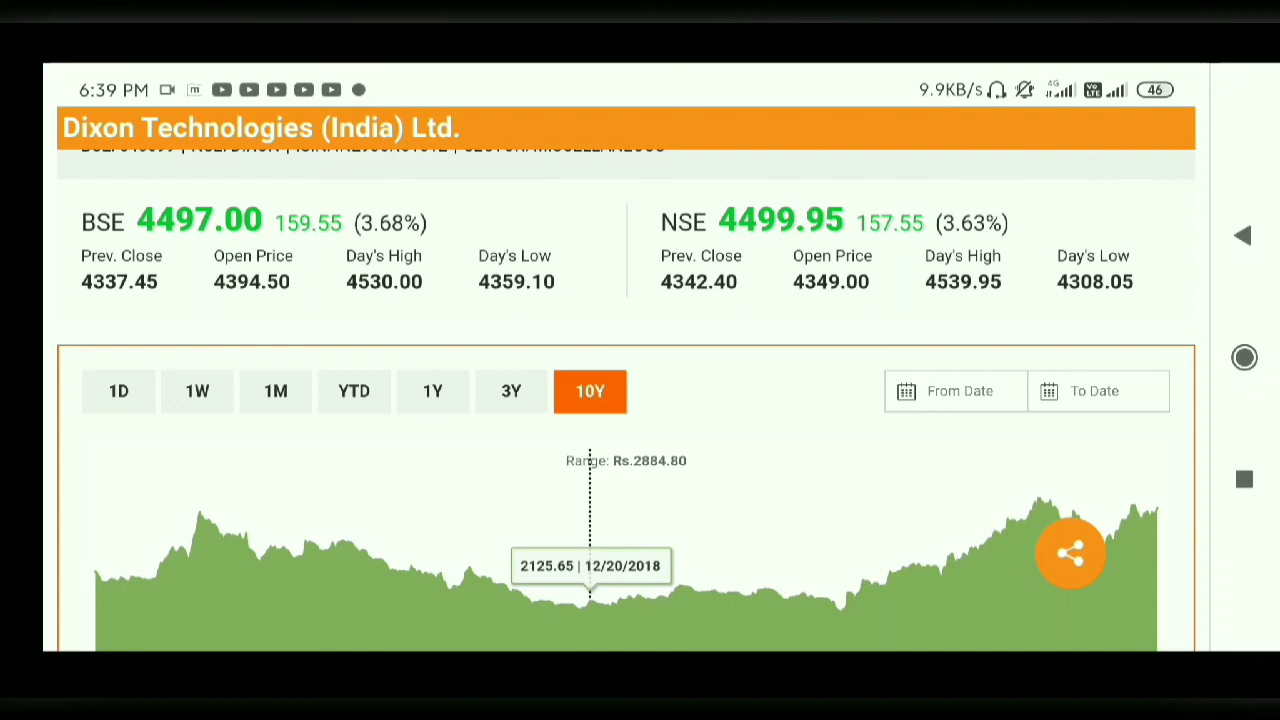 6:39 PM m 9.9KB/s 4G VO LTE 46
Dixon Technologies (India) Ltd.
BSE 4497.00 159.55 (3.68%)
Prev. Close Open Price Day's High Day's Low
4337.45 4394.50 4530.00 4359.10
NSE 4499.95 157.55 (3.63%)
Prev. Close Open Price Day's High Day's Low
4342.40 4349.00 4539.95 4308.05
1D 1W 1M YTD 1Y 3Y 10Y From Date To Date
Range: Rs.2884.80
2125.65 | 12/20/2018